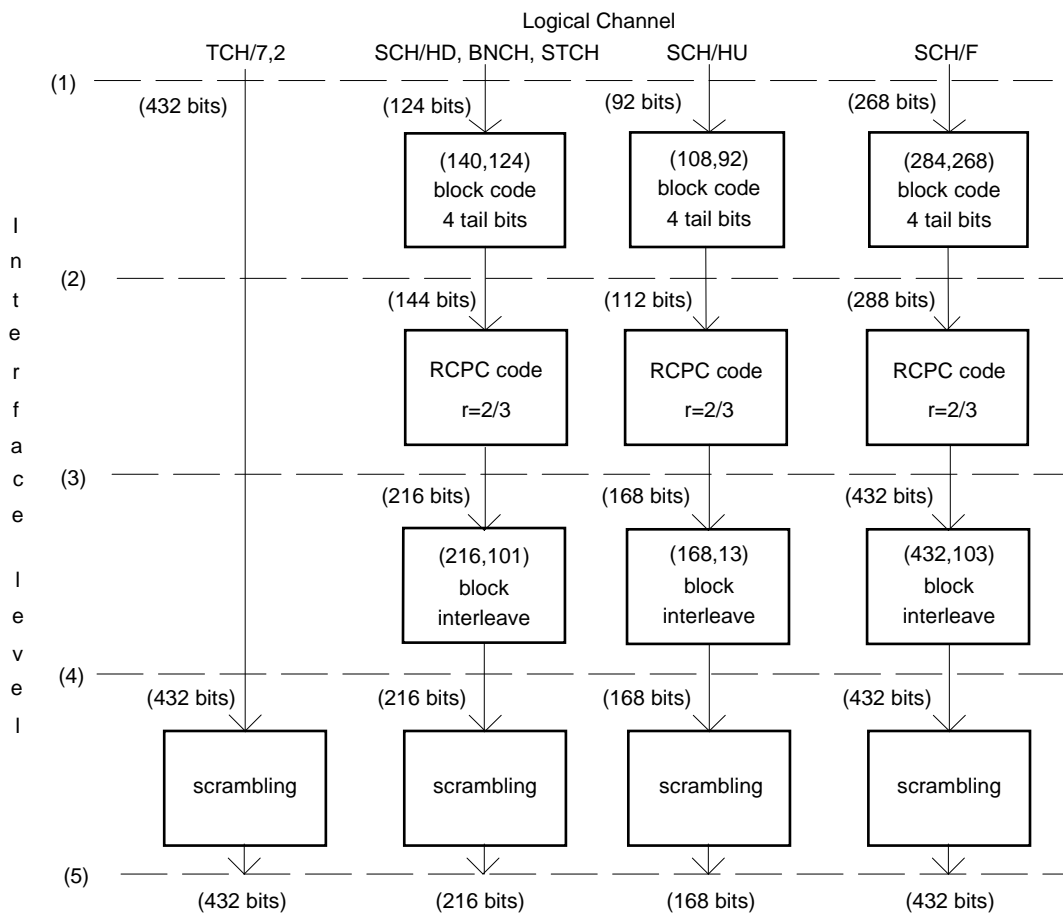 Logical Channel
TCH/7,2 SCH/HD, BNCH, STCH SCH/HU SCH/F
(1)
(432 bits) (124 bits) (92 bits) (268 bits)
(140,124) (108,92) (284,268)
block code block code block code
4 tail bits 4 tail bits 4 tail bits
(2)
(144 bits) (112 bits) (288 bits)
RCPC code RCPC code RCPC code
r=2/3 r=2/3 r=2/3
(3)
(216 bits) (168 bits) (432 bits)
(216,101) (168,13) (432,103)
block block block
interleave interleave interleave
(4)
(432 bits) (216 bits) (168 bits) (432 bits)
scrambling scrambling scrambling scrambling
(5)
(432 bits) (216 bits) (168 bits) (432 bits)
Interface level